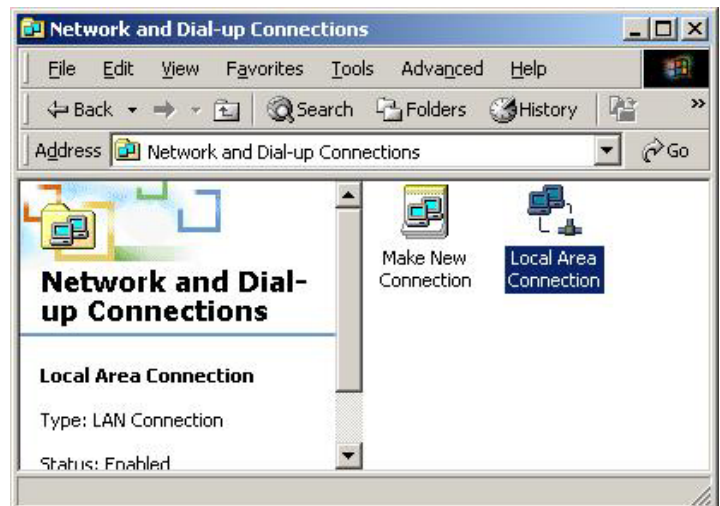 Network and Dial-up Connections
File Edit View Favorites Tools Advanced Help
Back Search Folders History »
Address Network and Dial-up Connections Go
Make New Connection
Local Area Connection
Network and Dial-
up Connections
Local Area Connection
Type: LAN Connection
Status: Enabled